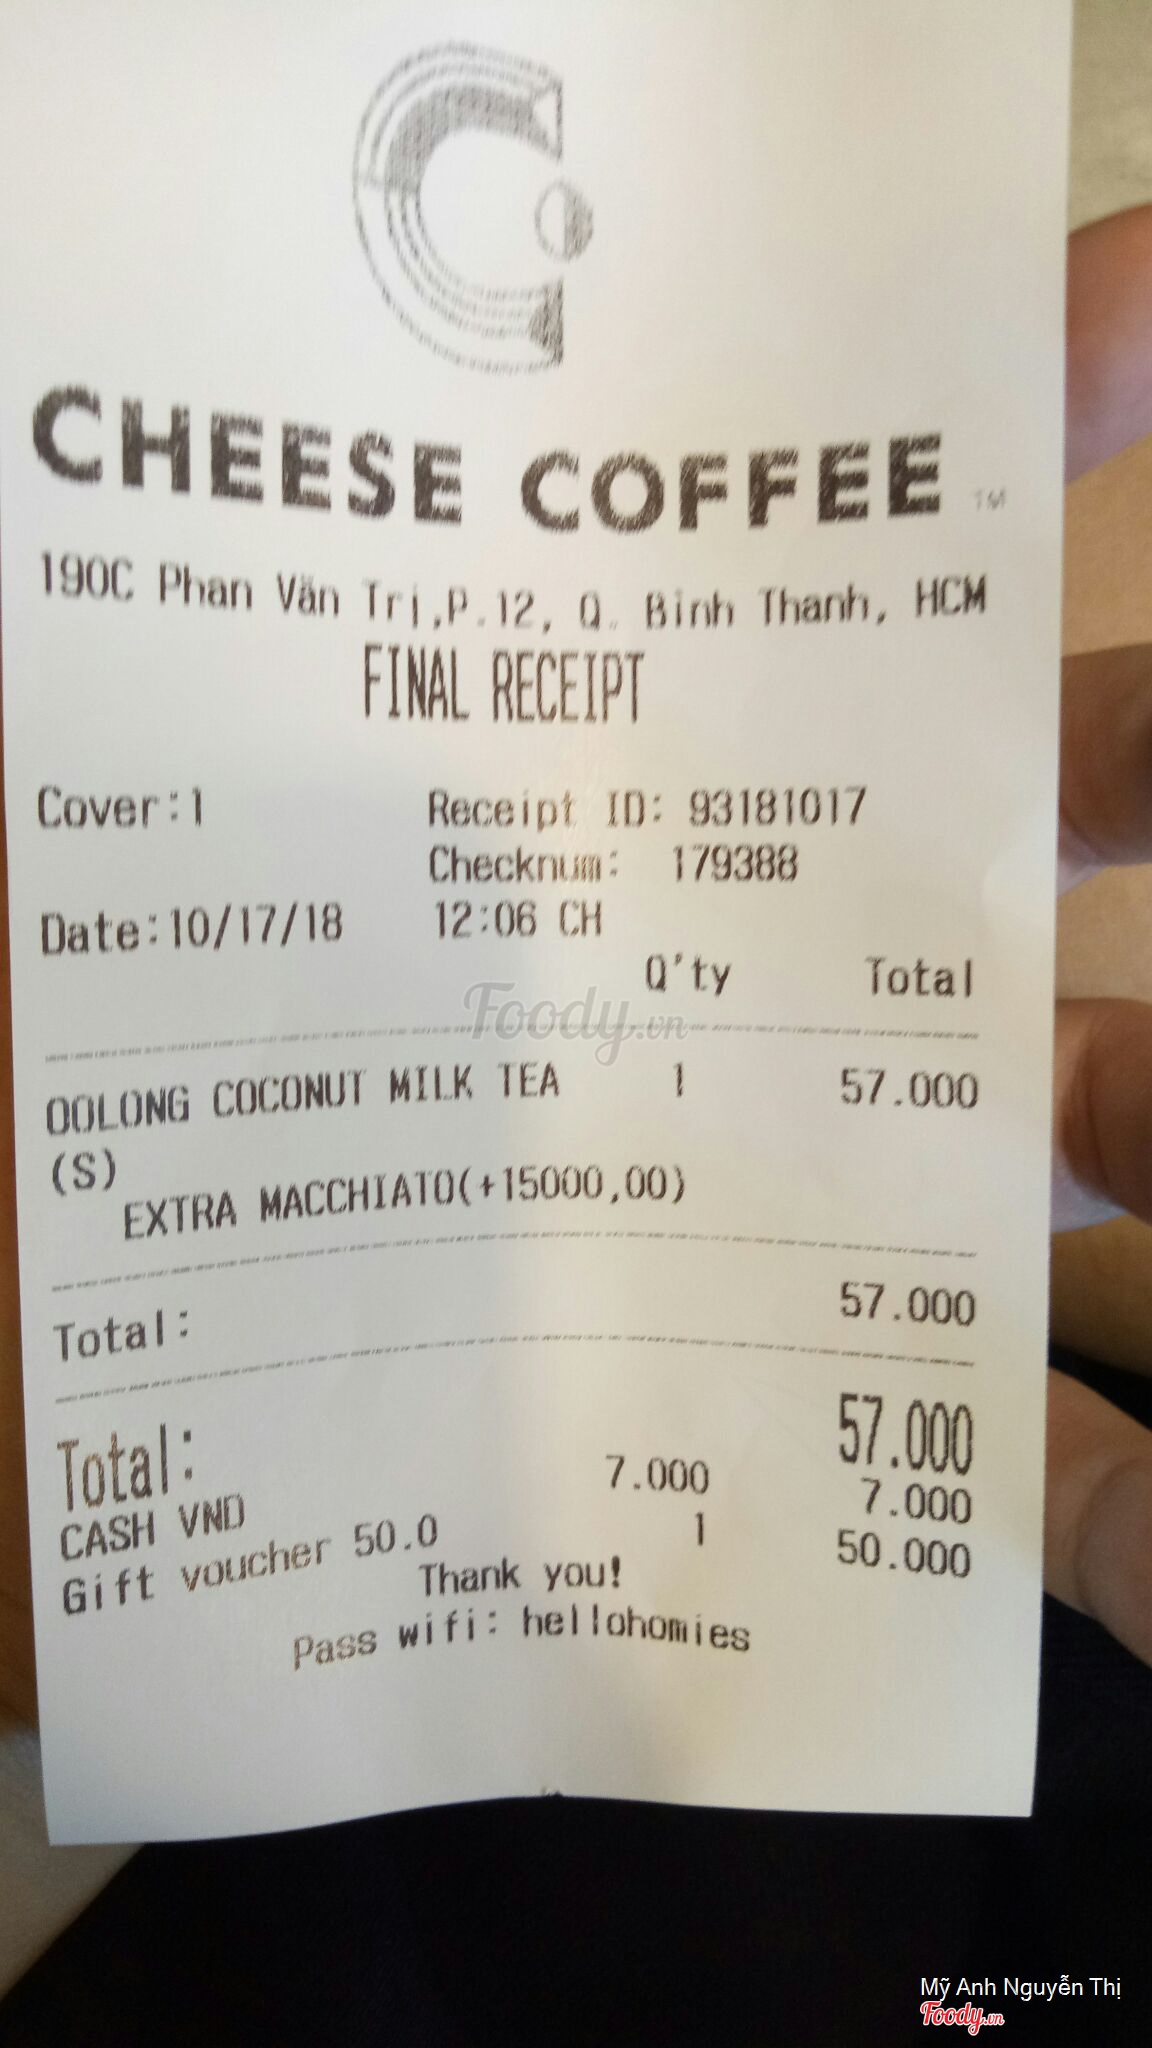 CHEESE COFFEE ™
190C Phan Văn Trị,P.12, Q. Bình Thạnh, HCM
FINAL RECEIPT
Cover:1 Receipt ID: 93181017
Checknum: 179388
Date:10/17/18 12:06 CH
Q'ty Total
Foody.vn
OOLONG COCONUT MILK TEA 1 57.000
(S)
EXTRA MACCHIATO(+15000,00)
Total: 57.000
Total: 57.000
CASH VND 7.000 7.000
Gift voucher 50.0 1 50.000
Thank you!
Pass wifi: hellohomies
Mỹ Anh Nguyễn Thị
Foody.vn